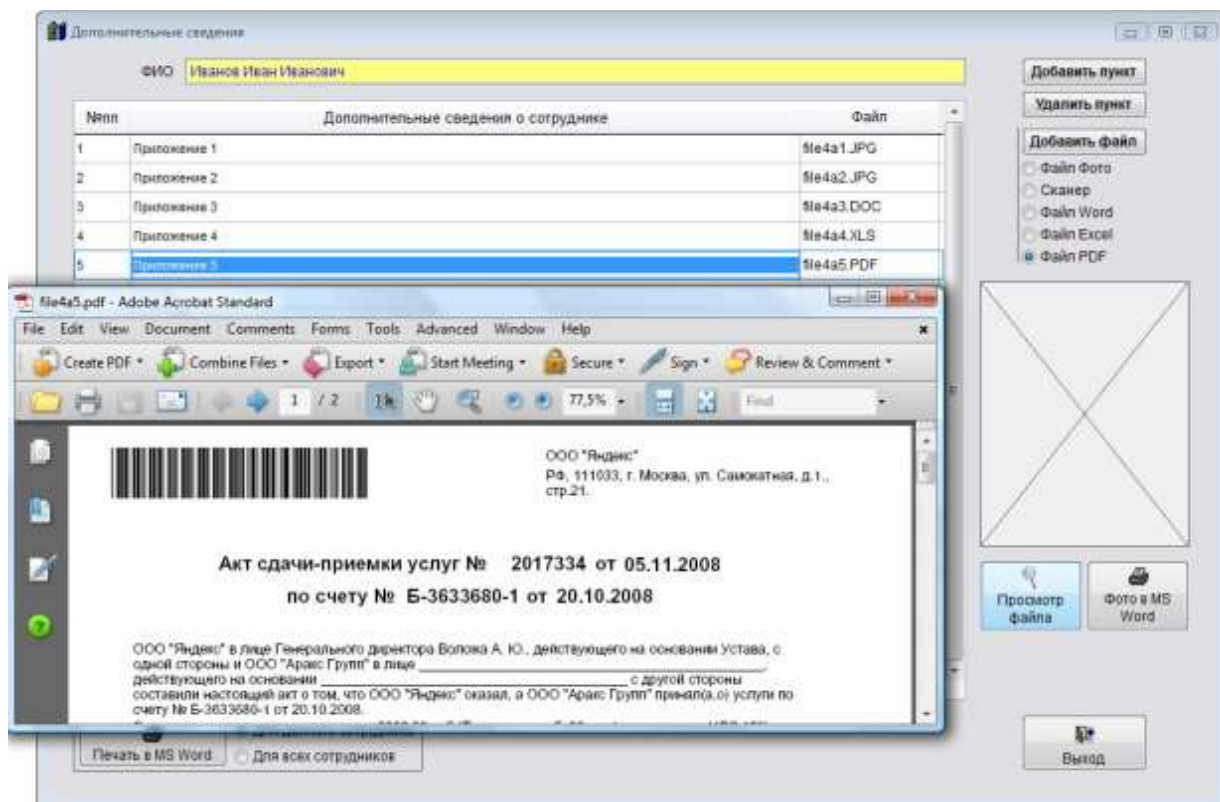 Дополнительные сведения
ФИО Иванов Иван Иванович
Добавить пункт
Удалить пункт
№пп Дополнительные сведения о сотруднике Файл
Добавить файл
1 Приложение 1 file4a1.JPG
Файл Фото
2 Приложение 2 file4a2.JPG
Сканер
3 Приложение 3 file4a3.DOC
Файл Word
4 Приложение 4 file4a4.XLS
Файл Excel
5 Приложение 5 file4a5.PDF
Файл PDF
file4a5.pdf - Adobe Acrobat Standard
File Edit View Document Comments Forms Tools Advanced Window Help
Create PDF Combine Files Export Start Meeting Secure Sign Review & Comment
1 / 2 77,5% Find
ООО "Яндекс"
РФ, 111033, г. Москва, ул. Самокатная, д.1.,
стр.21.
Акт сдачи-приемки услуг № 2017334 от 05.11.2008
по счету № Б-3633680-1 от 20.10.2008
ООО "Яндекс" в лице Генерального директора Воложа А. Ю., действующего на основании Устава, с
одной стороны и ООО "Аракс Групп" в лице
действующего на основании с другой стороны
составили настоящий акт о том, что ООО "Яндекс" оказал, а ООО "Аракс Групп" принял(а,о) услуги по
счету № Б-3633680-1 от 20.10.2008.
Просмотр
файла
Фото в MS
Word
Печать в MS Word
Для всех сотрудников
Выход